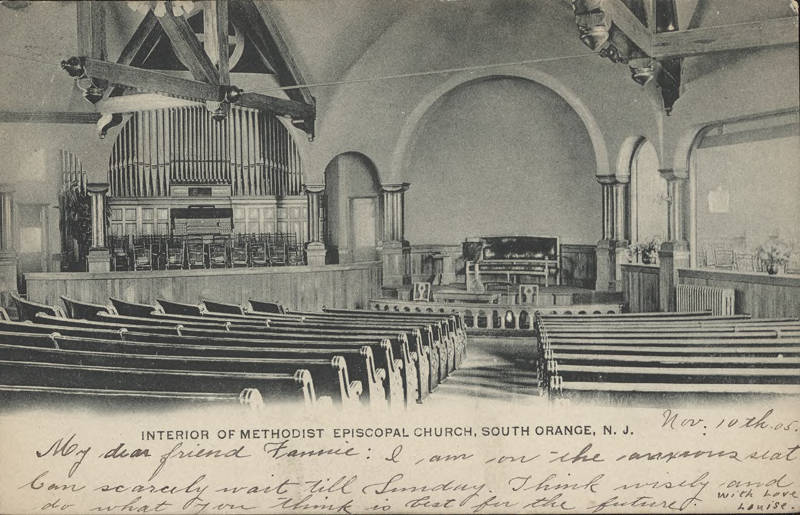 INTERIOR OF METHODIST EPISCOPAL CHURCH, SOUTH ORANGE, N. J.
Nov. 10th. 05.
My dear friend Fannie: I am on the anxious seat
Can scarcely wait till Sunday. Think wisely and
do what you think is best for the future. With Love
Louise.